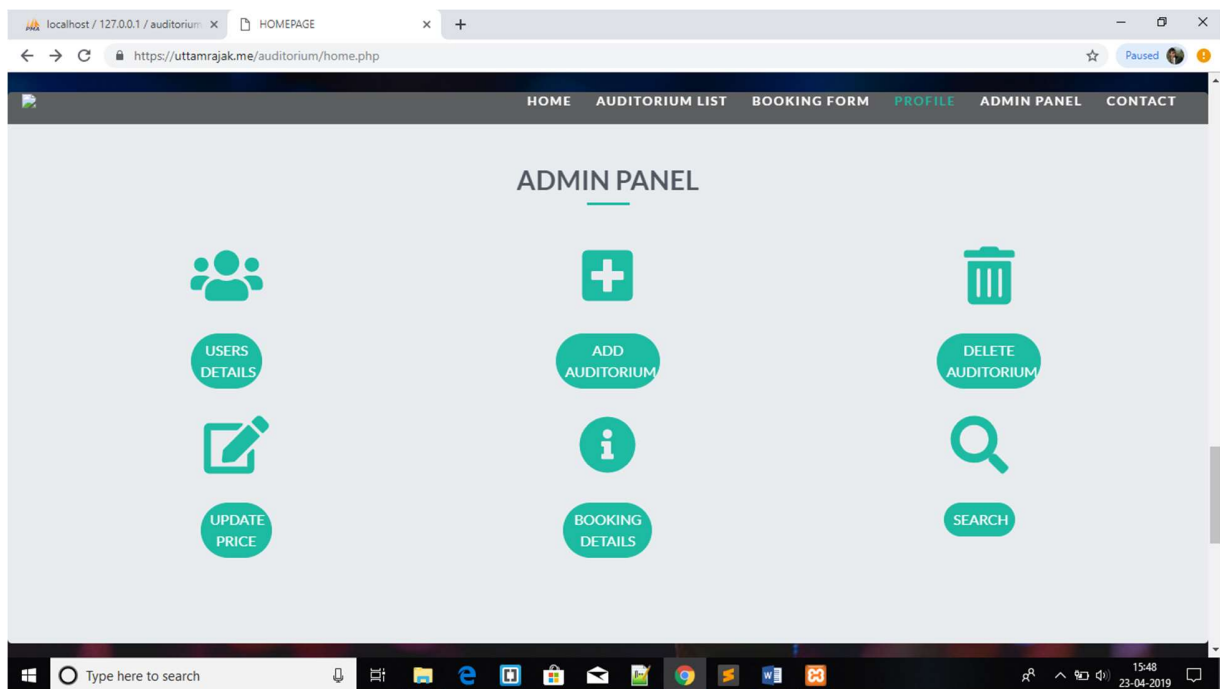 localhost / 127.0.0.1 / auditorium
HOMEPAGE
https://uttamrajak.me/auditorium/home.php
Paused
HOME AUDITORIUM LIST BOOKING FORM PROFILE ADMIN PANEL CONTACT
ADMIN PANEL
USERS
DETAILS
ADD
AUDITORIUM
DELETE
AUDITORIUM
UPDATE
PRICE
BOOKING
DETAILS
SEARCH
Type here to search
15:48
23-04-2019